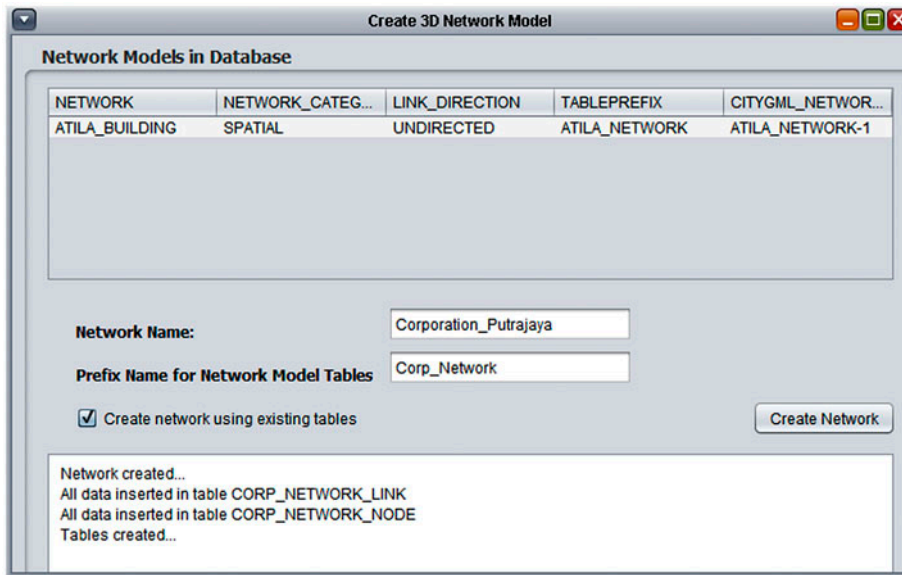 Create 3D Network Model
Network Models in Database
NETWORK NETWORK_CATEG... LINK_DIRECTION TABLEPREFIX CITYGML_NETWOR...
ATILA_BUILDING SPATIAL UNDIRECTED ATILA_NETWORK ATILA_NETWORK-1
Network Name: Corporation_Putrajaya
Prefix Name for Network Model Tables Corp_Network
Create network using existing tables Create Network
Network created...
All data inserted in table CORP_NETWORK_LINK
All data inserted in table CORP_NETWORK_NODE
Tables created...